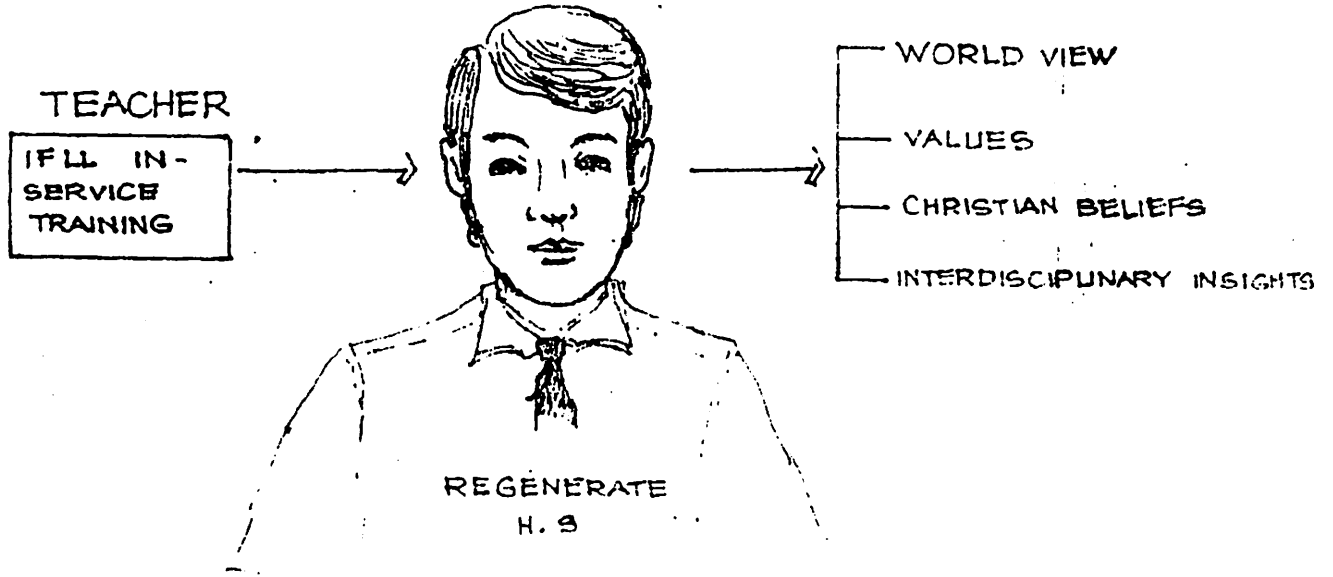 TEACHER
IFLL IN-
SERVICE
TRAINING
WORLD VIEW
VALUES
CHRISTIAN BELIEFS
INTERDISCIPLINARY INSIGHTS
REGENERATE
H. S